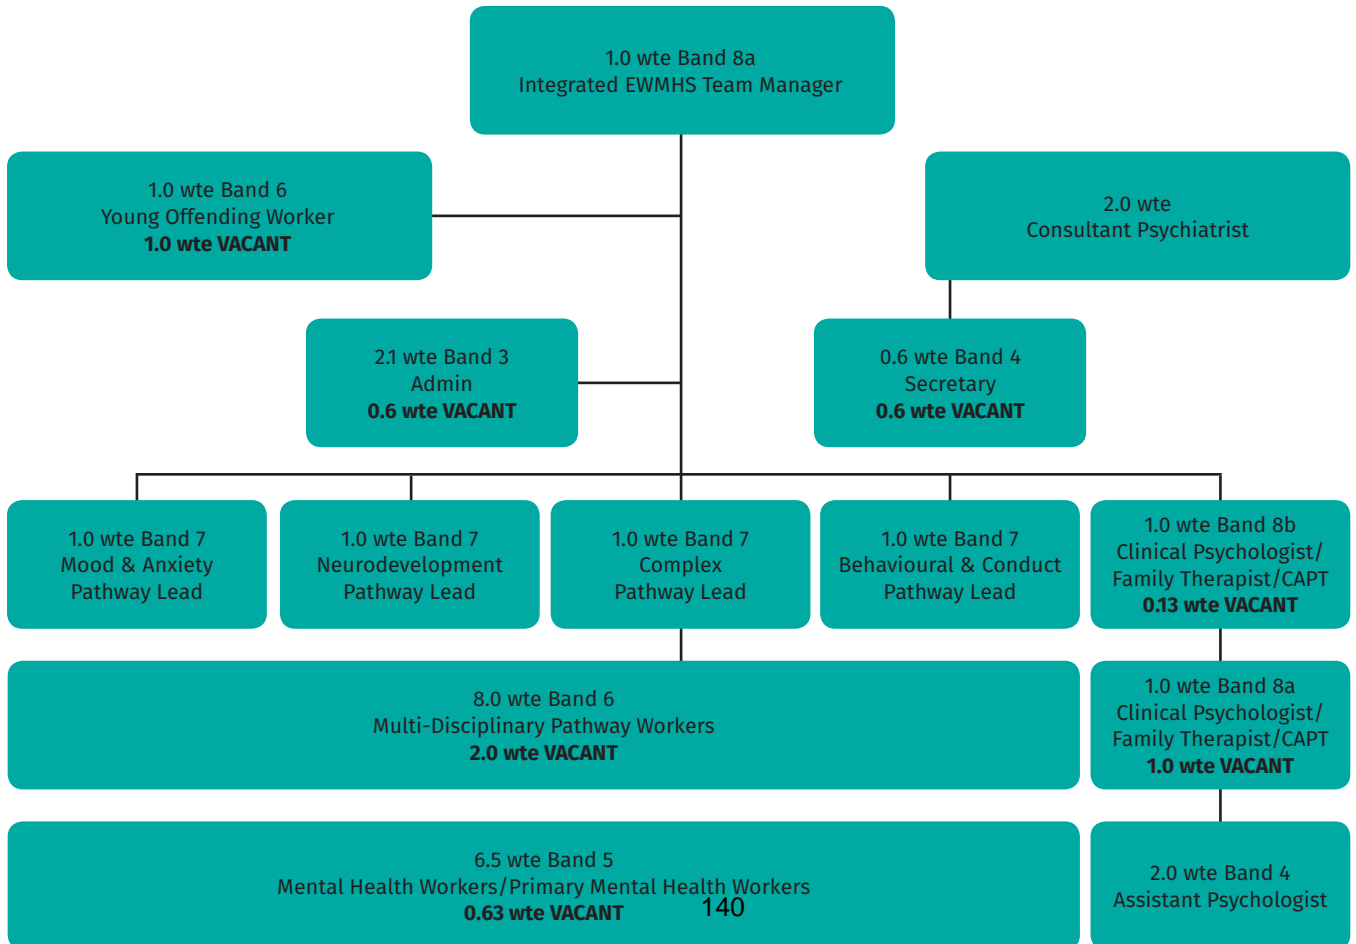 1.0 wte Band 8a
Integrated EWMHS Team Manager
1.0 wte Band 6
Young Offending Worker
1.0 wte VACANT
2.0 wte
Consultant Psychiatrist
2.1 wte Band 3
Admin
0.6 wte VACANT
0.6 wte Band 4
Secretary
0.6 wte VACANT
1.0 wte Band 7
Mood & Anxiety
Pathway Lead
1.0 wte Band 7
Neurodevelopment
Pathway Lead
1.0 wte Band 7
Complex
Pathway Lead
1.0 wte Band 7
Behavioural & Conduct
Pathway Lead
1.0 wte Band 8b
Clinical Psychologist/
Family Therapist/CAPT
0.13 wte VACANT
8.0 wte Band 6
Multi-Disciplinary Pathway Workers
2.0 wte VACANT
1.0 wte Band 8a
Clinical Psychologist/
Family Therapist/CAPT
1.0 wte VACANT
6.5 wte Band 5
Mental Health Workers/Primary Mental Health Workers
0.63 wte VACANT
140
2.0 wte Band 4
Assistant Psychologist